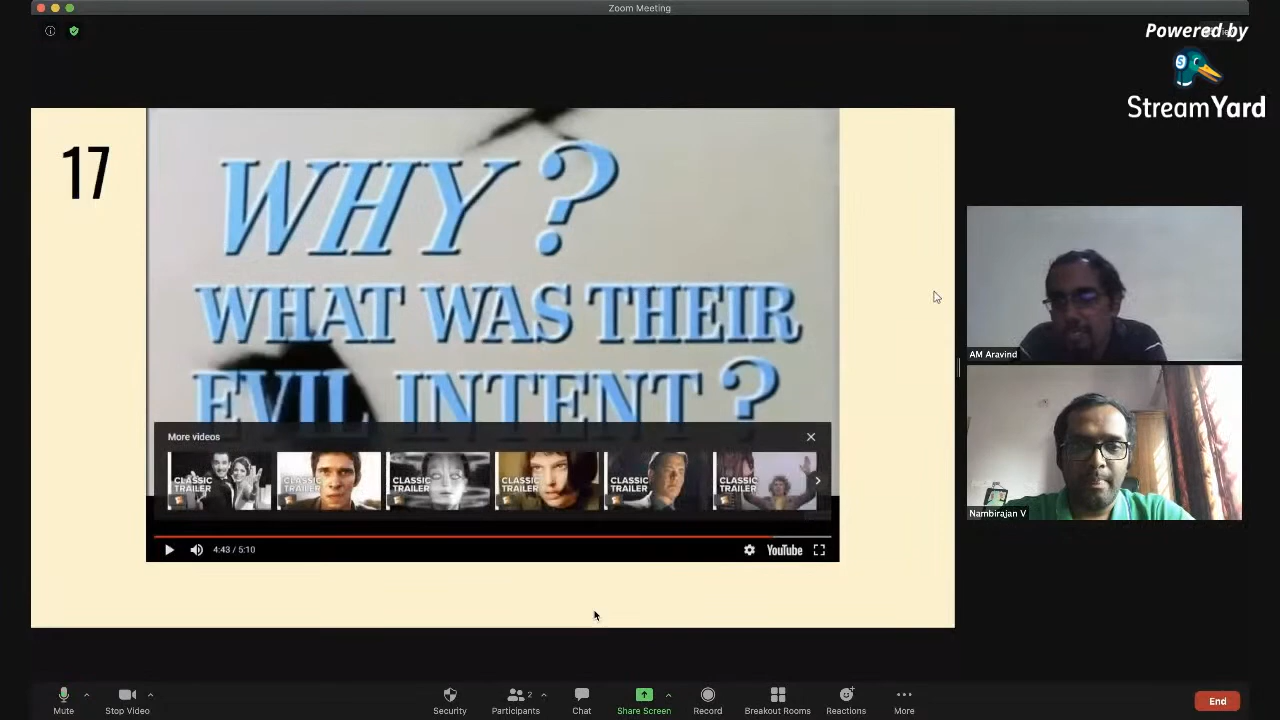 Zoom Meeting
Powered by
StreamYard
17
WHY?
WHAT WAS THEIR
EVIL INTENT?
More videos
CLASSIC
TRAILER
CLASSIC
TRAILER
CLASSIC
TRAILER
CLASSIC
TRAILER
CLASSIC
TRAILER
CLASSIC
TRAILER
4:43 / 5:10
YouTube
AM Aravind
Nambirajan V
Mute
Stop Video
Security
Participants
2
Chat
Share Screen
Record
Breakout Rooms
Reactions
More
End